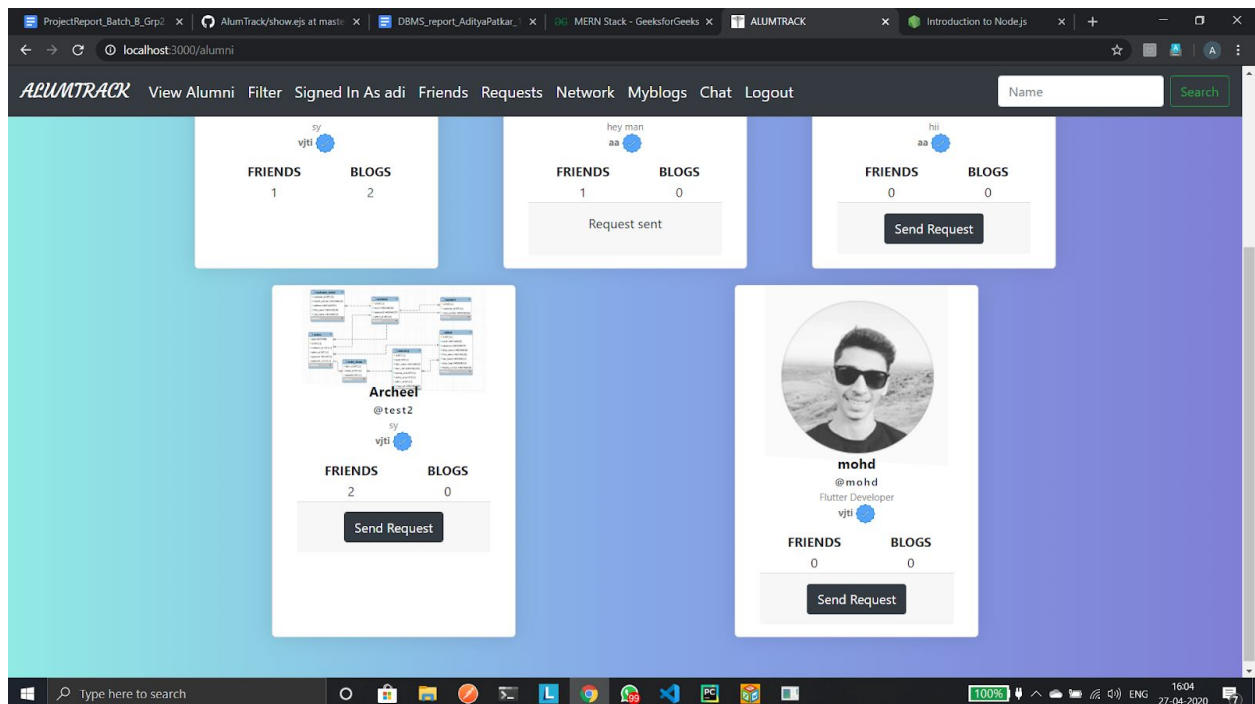 ProjectReport_Batch_B_Grp2
AlumTrack/show.ejs at maste
DBMS_report_AdityaPatkar_1
MERN Stack - GeeksforGeeks
ALUMTRACK
Introduction to Node.js
localhost:3000/alumni
A
ALUMTRACK View Alumni Filter Signed In As adi Friends Requests Network Myblogs Chat Logout
Name
Search
sy
vjti
FRIENDS BLOGS
1 2
hey man
aa
FRIENDS BLOGS
1 0
Request sent
hii
aa
FRIENDS BLOGS
0 0
Send Request
Archeel
@test2
sy
vjti
FRIENDS BLOGS
2 0
Send Request
mohd
@mohd
Flutter Developer
vjti
FRIENDS BLOGS
0 0
Send Request
Type here to search
L
99
PC
100%
ENG
16:04
27-04-2020
7